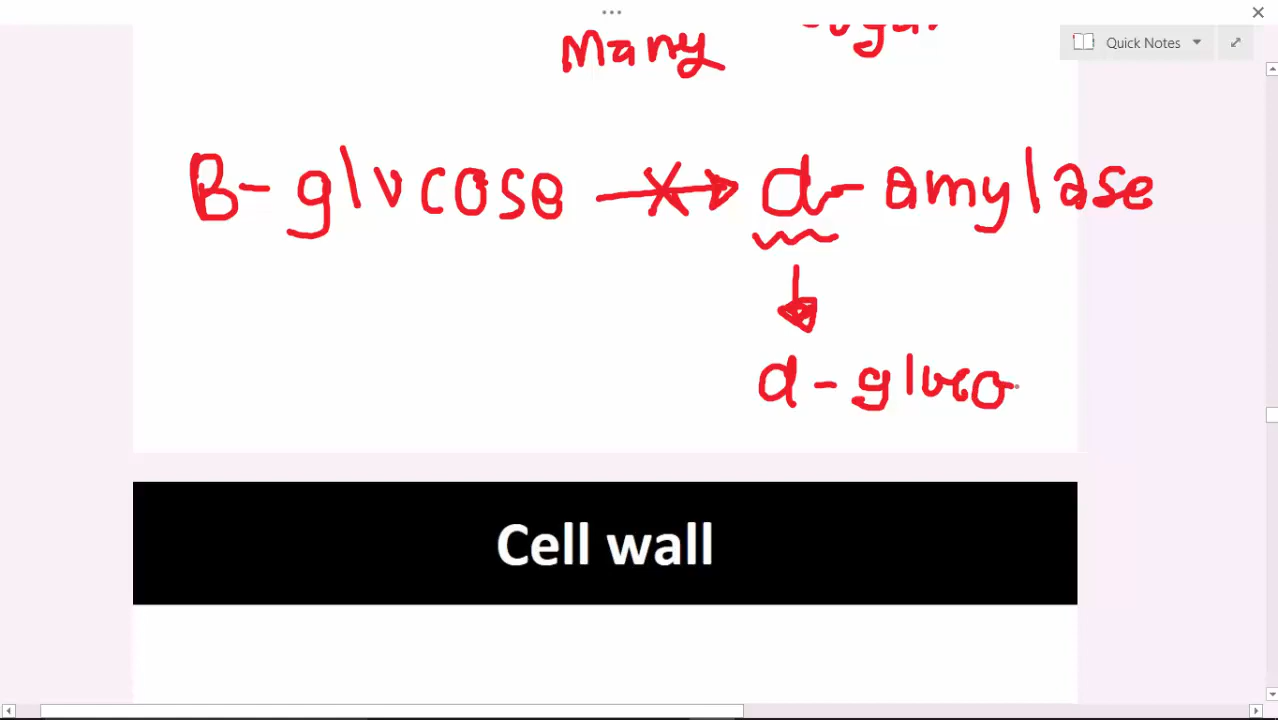 Quick Notes
Many
B- glucose → α- amylase
α- gluco
Cell wall